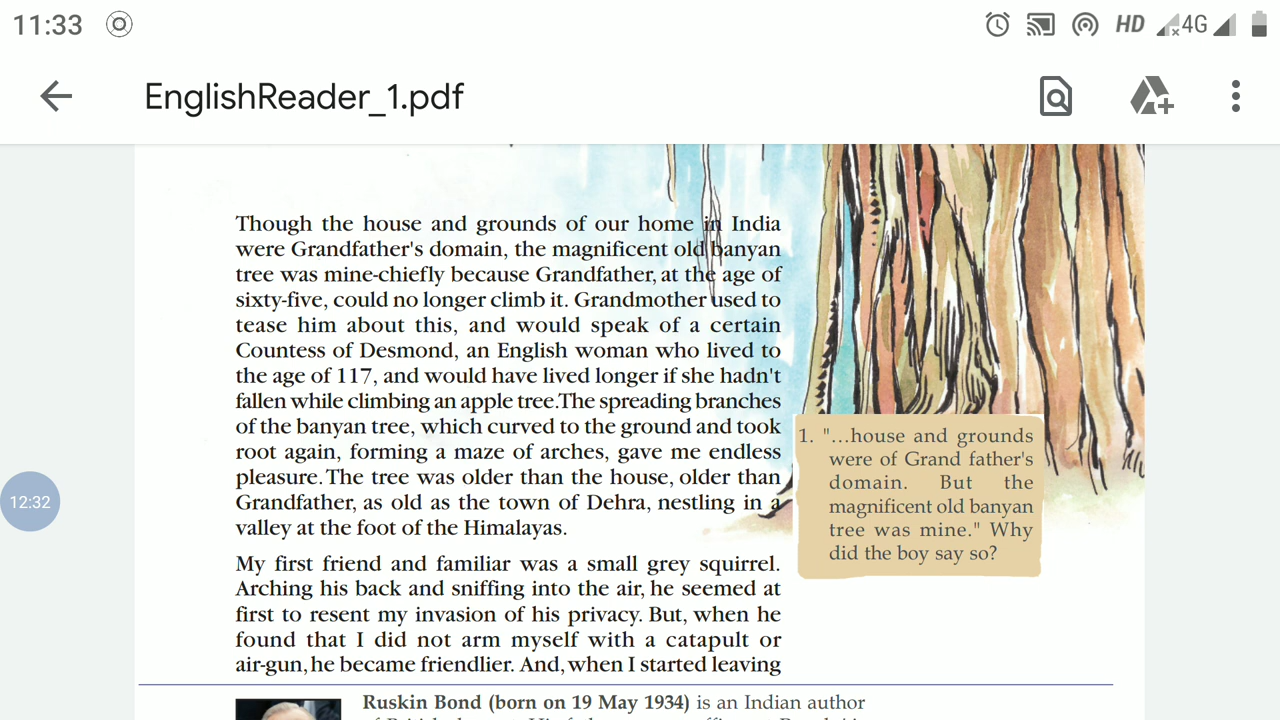 11:33
HD 4G
EnglishReader_1.pdf
Though the house and grounds of our home in India
were Grandfather's domain, the magnificent old banyan
tree was mine-chiefly because Grandfather, at the age of
sixty-five, could no longer climb it. Grandmother used to
tease him about this, and would speak of a certain
Countess of Desmond, an English woman who lived to
the age of 117, and would have lived longer if she hadn't
fallen while climbing an apple tree.The spreading branches
of the banyan tree, which curved to the ground and took
root again, forming a maze of arches, gave me endless
pleasure. The tree was older than the house, older than
Grandfather, as old as the town of Dehra, nestling in a
valley at the foot of the Himalayas.
12:32
1. "...house and grounds
were of Grand father's
domain. But the
magnificent old banyan
tree was mine." Why
did the boy say so?
My first friend and familiar was a small grey squirrel.
Arching his back and sniffing into the air, he seemed at
first to resent my invasion of his privacy. But, when he
found that I did not arm myself with a catapult or
air-gun, he became friendlier. And, when I started leaving
Ruskin Bond (born on 19 May 1934) is an Indian author